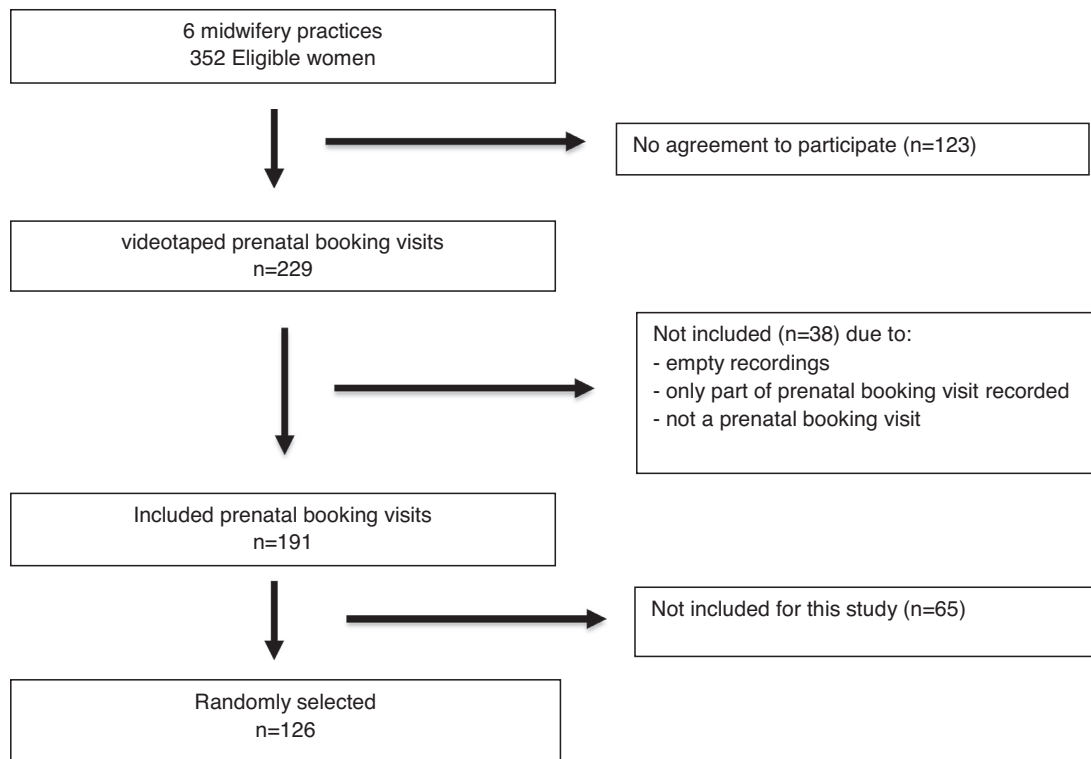 6 midwifery practices
352 Eligible women
No agreement to participate (n=123)
videotaped prenatal booking visits
n=229
Not included (n=38) due to:
- empty recordings
- only part of prenatal booking visit recorded
- not a prenatal booking visit
Included prenatal booking visits
n=191
Not included for this study (n=65)
Randomly selected
n=126